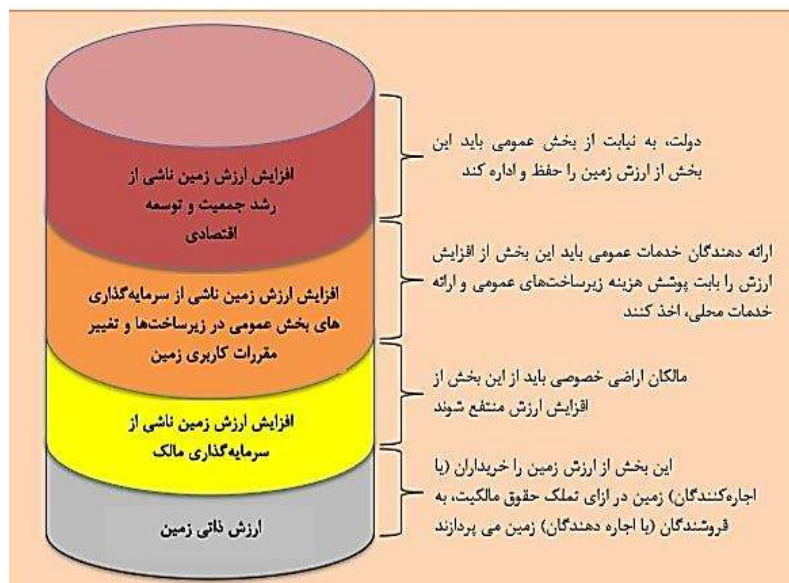 افزایش ارزش زمین ناشی از
رشد جمعیت و توسعه
اقتصادی
دولت، به نیابت از بخش عمومی باید این
بخش از ارزش زمین را حفظ و اداره کند
افزایش ارزش زمین ناشی از سرمایه‌گذاری
های بخش عمومی در زیرساخت‌ها و تغییر
مقررات کاربری زمین
ارائه دهندگان خدمات عمومی باید این بخش از افزایش
ارزش را بابت پوشش هزینه زیرساخت‌های عمومی و ارائه
خدمات محلی، اخذ کنند
افزایش ارزش زمین ناشی از
سرمایه‌گذاری مالک
مالکان اراضی خصوصی باید از این بخش از
افزایش ارزش منتفع شوند
ارزش ذاتی زمین
این بخش از ارزش زمین را خریداران (یا
اجاره‌کنندگان) زمین در ازای تملک حقوق مالکیت، به
فروشندگان (یا اجاره دهندگان) زمین می پردازند